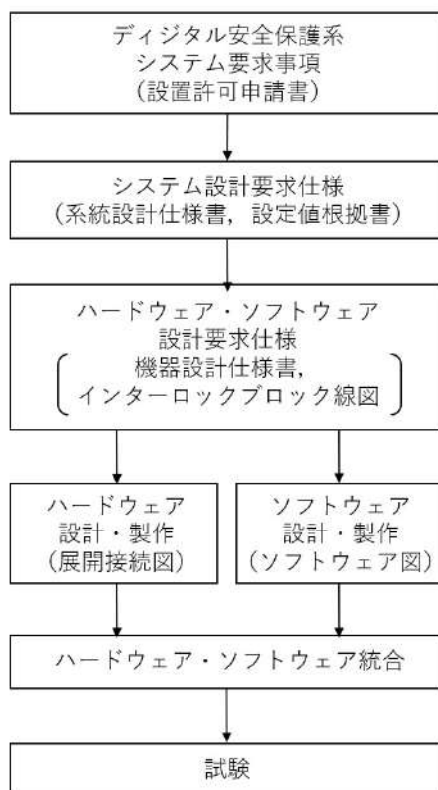 ディジタル安全保護系
システム要求事項
(設置許可申請書)
システム設計要求仕様
(系統設計仕様書，設定値根拠書)
ハードウェア・ソフトウェア
設計要求仕様
機器設計仕様書，
インターロックブロック線図
ハードウェア
設計・製作
(展開接続図)
ソフトウェア
設計・製作
(ソフトウェア図)
ハードウェア・ソフトウェア統合
試験